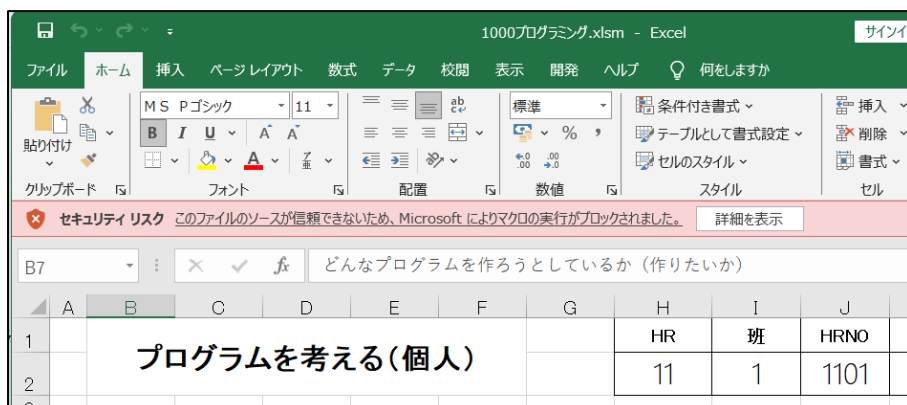 1000プログラミング.xlsm - Excel サインイ
ファイル ホーム 挿入 ページ レイアウト 数式 データ 校閲 表示 開発 ヘルプ 何をしますか
貼り付け
MS Pゴシック 11
B I U A A
A
ab
標準
% ,
条件付き書式
テーブルとして書式設定
セルのスタイル
挿入
削除
書式
クリップボード フォント 配置 数値 スタイル セル
セキュリティ リスク このファイルのソースが信頼できないため、Microsoft によりマクロの実行がブロックされました。 詳細を表示
B7 fx どんなプログラムを作ろうとしているか（作りたいか）
A B C D E F G H I J
1 HR 班 HRNO
プログラムを考える(個人)
2 11 1 1101